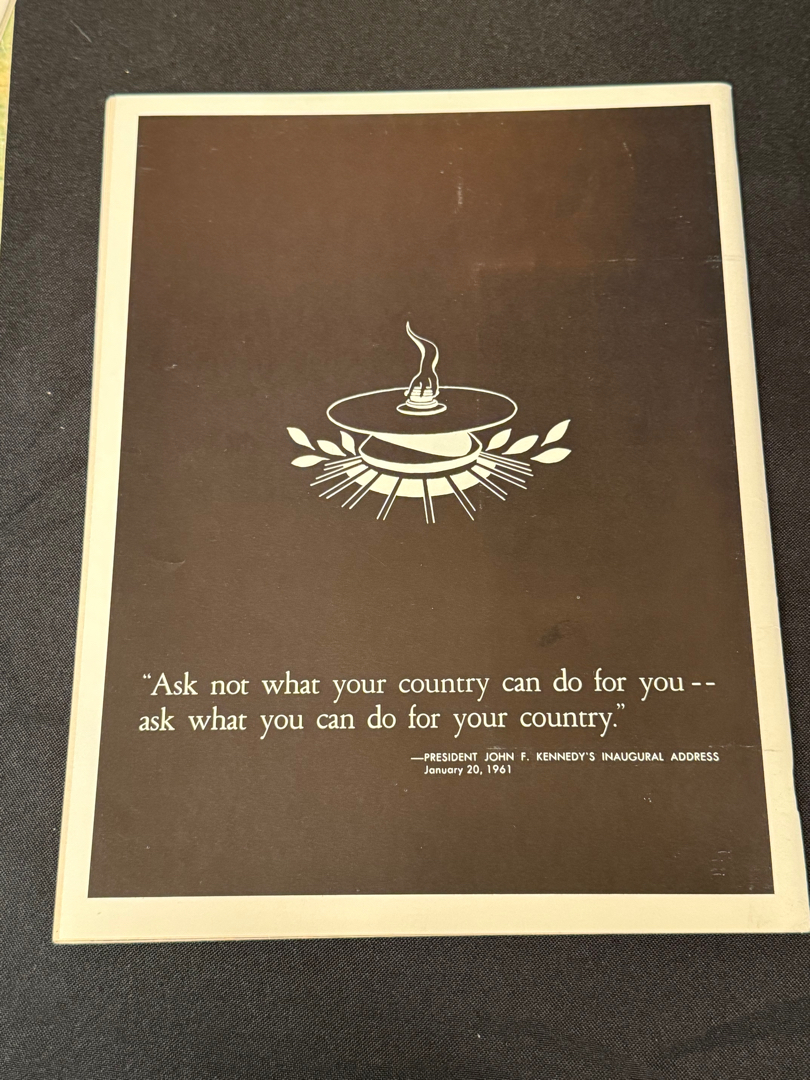 “Ask not what your country can do for you--
ask what you can do for your country.”
—PRESIDENT JOHN F. KENNEDY'S INAUGURAL ADDRESS
January 20, 1961